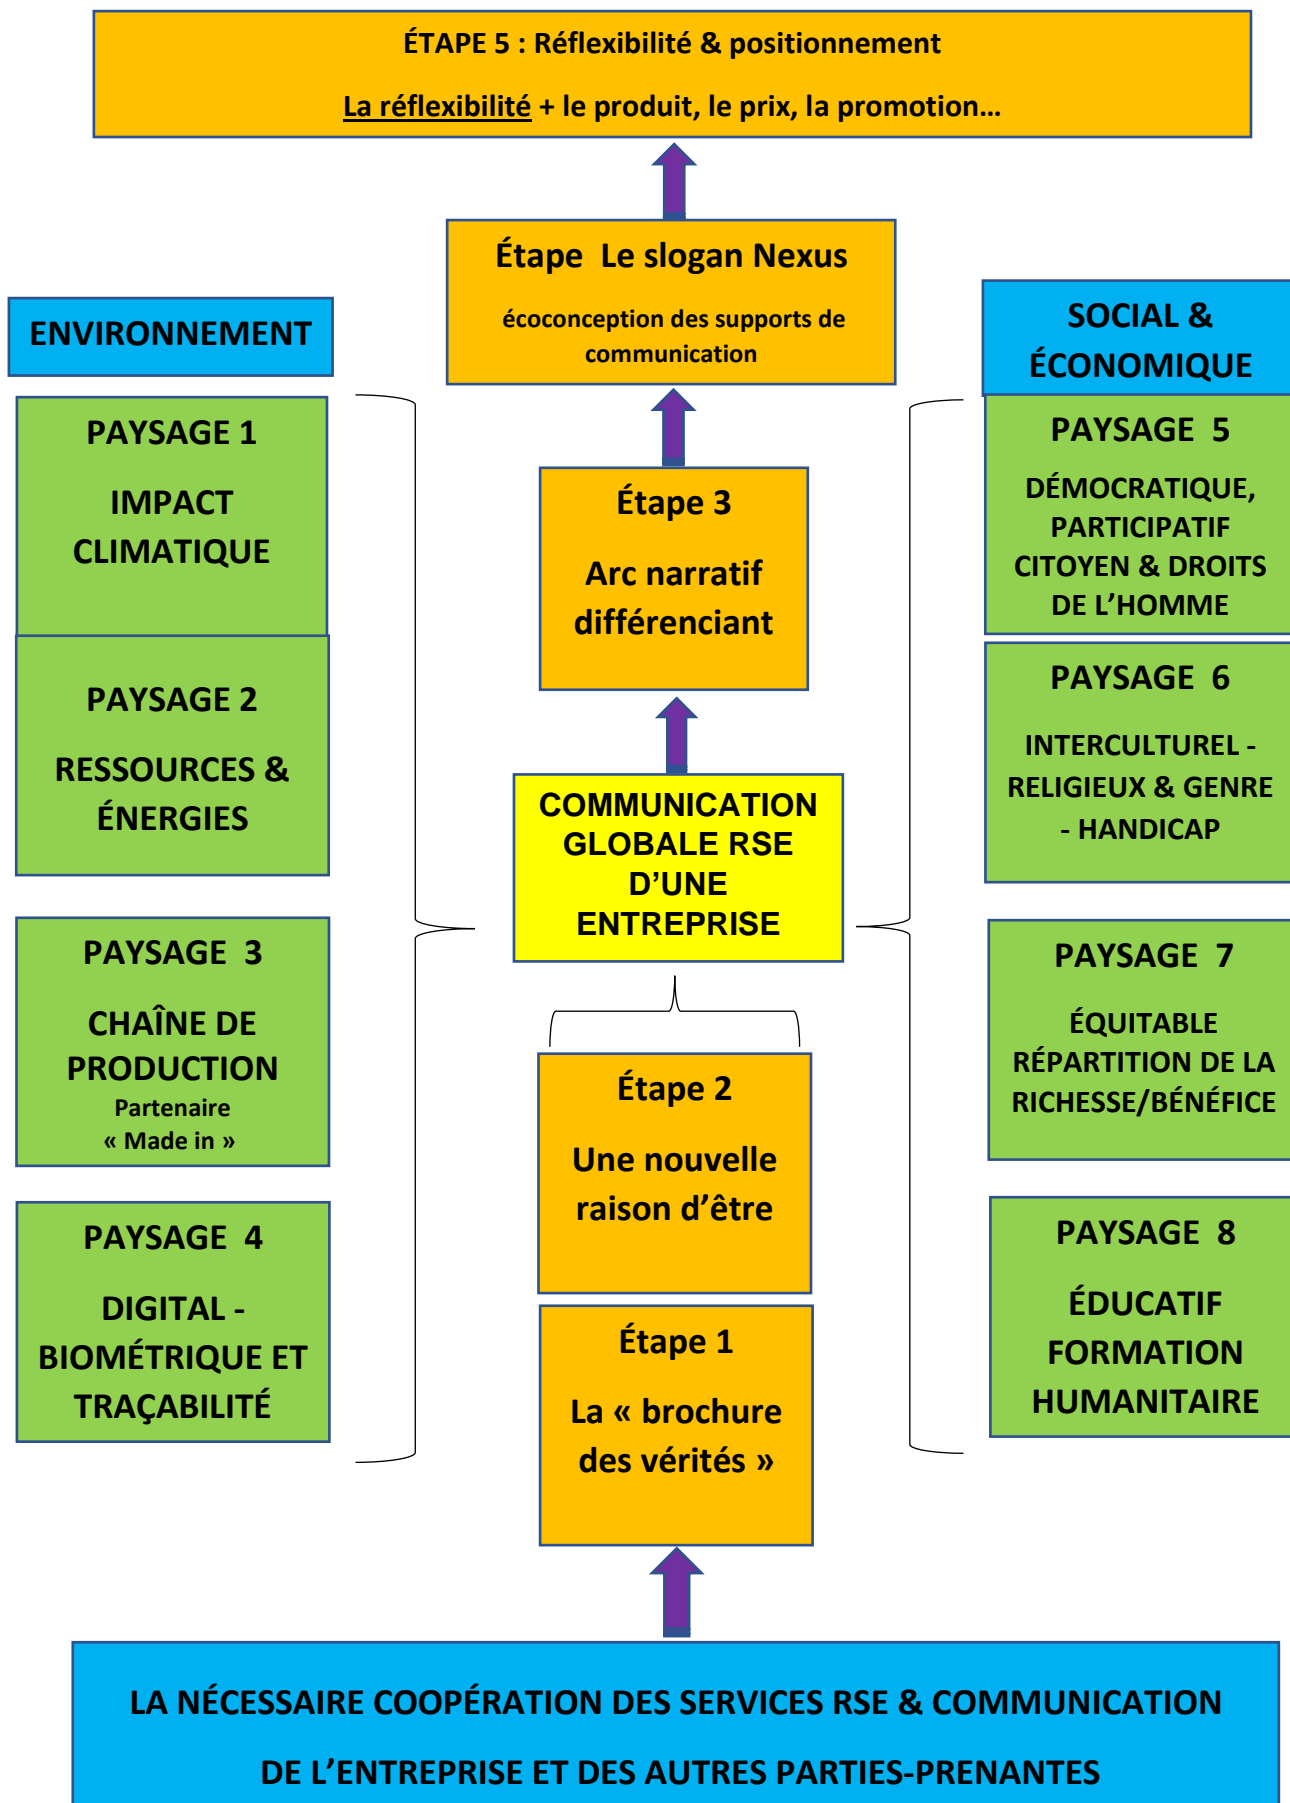 ÉTAPE 5 : Réflexibilité & positionnement
La réflexibilité + le produit, le prix, la promotion...
Étape  Le slogan Nexus
écoconception des supports de
communication
ENVIRONNEMENT
PAYSAGE 1
IMPACT
CLIMATIQUE
PAYSAGE 2
RESSOURCES &
ÉNERGIES
PAYSAGE  3
CHAÎNE DE
PRODUCTION
Partenaire
« Made in »
PAYSAGE  4
DIGITAL -
BIOMÉTRIQUE ET
TRAÇABILITÉ
Étape 3
Arc narratif
différenciant
COMMUNICATION
GLOBALE RSE
D’UNE
ENTREPRISE
Étape 2
Une nouvelle
raison d’être
Étape 1
La « brochure
des vérités »
SOCIAL &
ÉCONOMIQUE
PAYSAGE  5
DÉMOCRATIQUE,
PARTICIPATIF
CITOYEN & DROITS
DE L’HOMME
PAYSAGE  6
INTERCULTUREL -
RELIGIEUX & GENRE
- HANDICAP
PAYSAGE  7
ÉQUITABLE
RÉPARTITION DE LA
RICHESSE/BÉNÉFICE
PAYSAGE  8
ÉDUCATIF
FORMATION
HUMANITAIRE
LA NÉCESSAIRE COOPÉRATION DES SERVICES RSE & COMMUNICATION
DE L’ENTREPRISE ET DES AUTRES PARTIES-PRENANTES